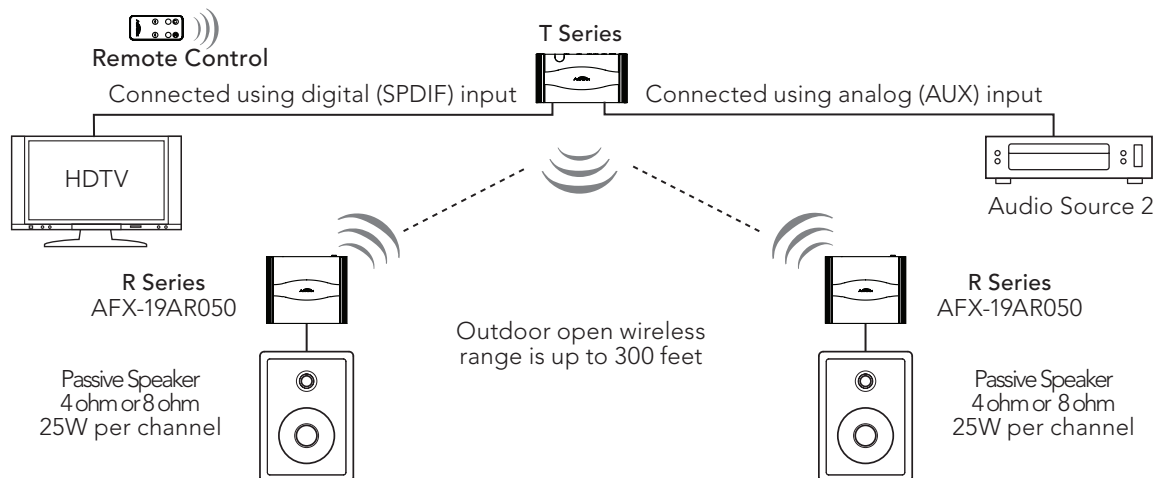 Remote Control
T Series
Connected using digital (SPDIF) input
Connected using analog (AUX) input
HDTV
Audio Source 2
R Series
AFX-19AR050
R Series
AFX-19AR050
Outdoor open wireless
range is up to 300 feet
Passive Speaker
4 ohm or 8 ohm
25W per channel
Passive Speaker
4 ohm or 8 ohm
25W per channel